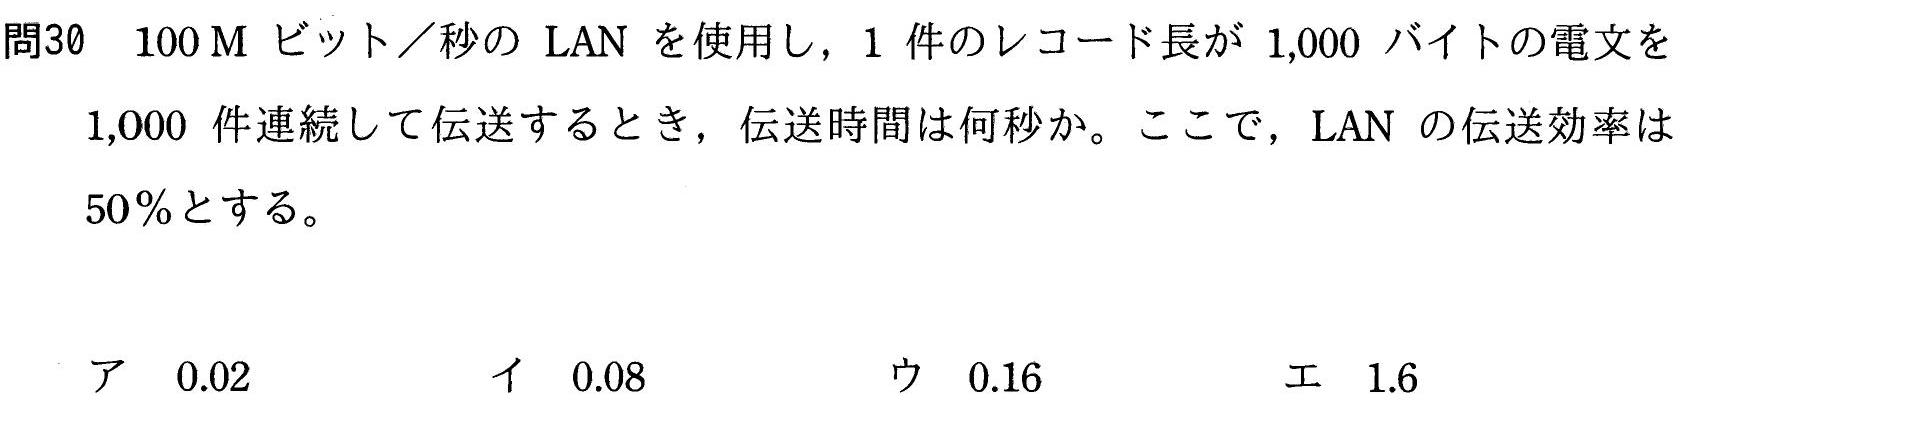 問30　100 M ビット／秒の LAN を使用し，1 件のレコード長が 1,000 バイトの電文を
1,000 件連続して伝送するとき，伝送時間は何秒か。ここで，LAN の伝送効率は
50％とする。
ア　0.02　イ　0.08　ウ　0.16　エ　1.6